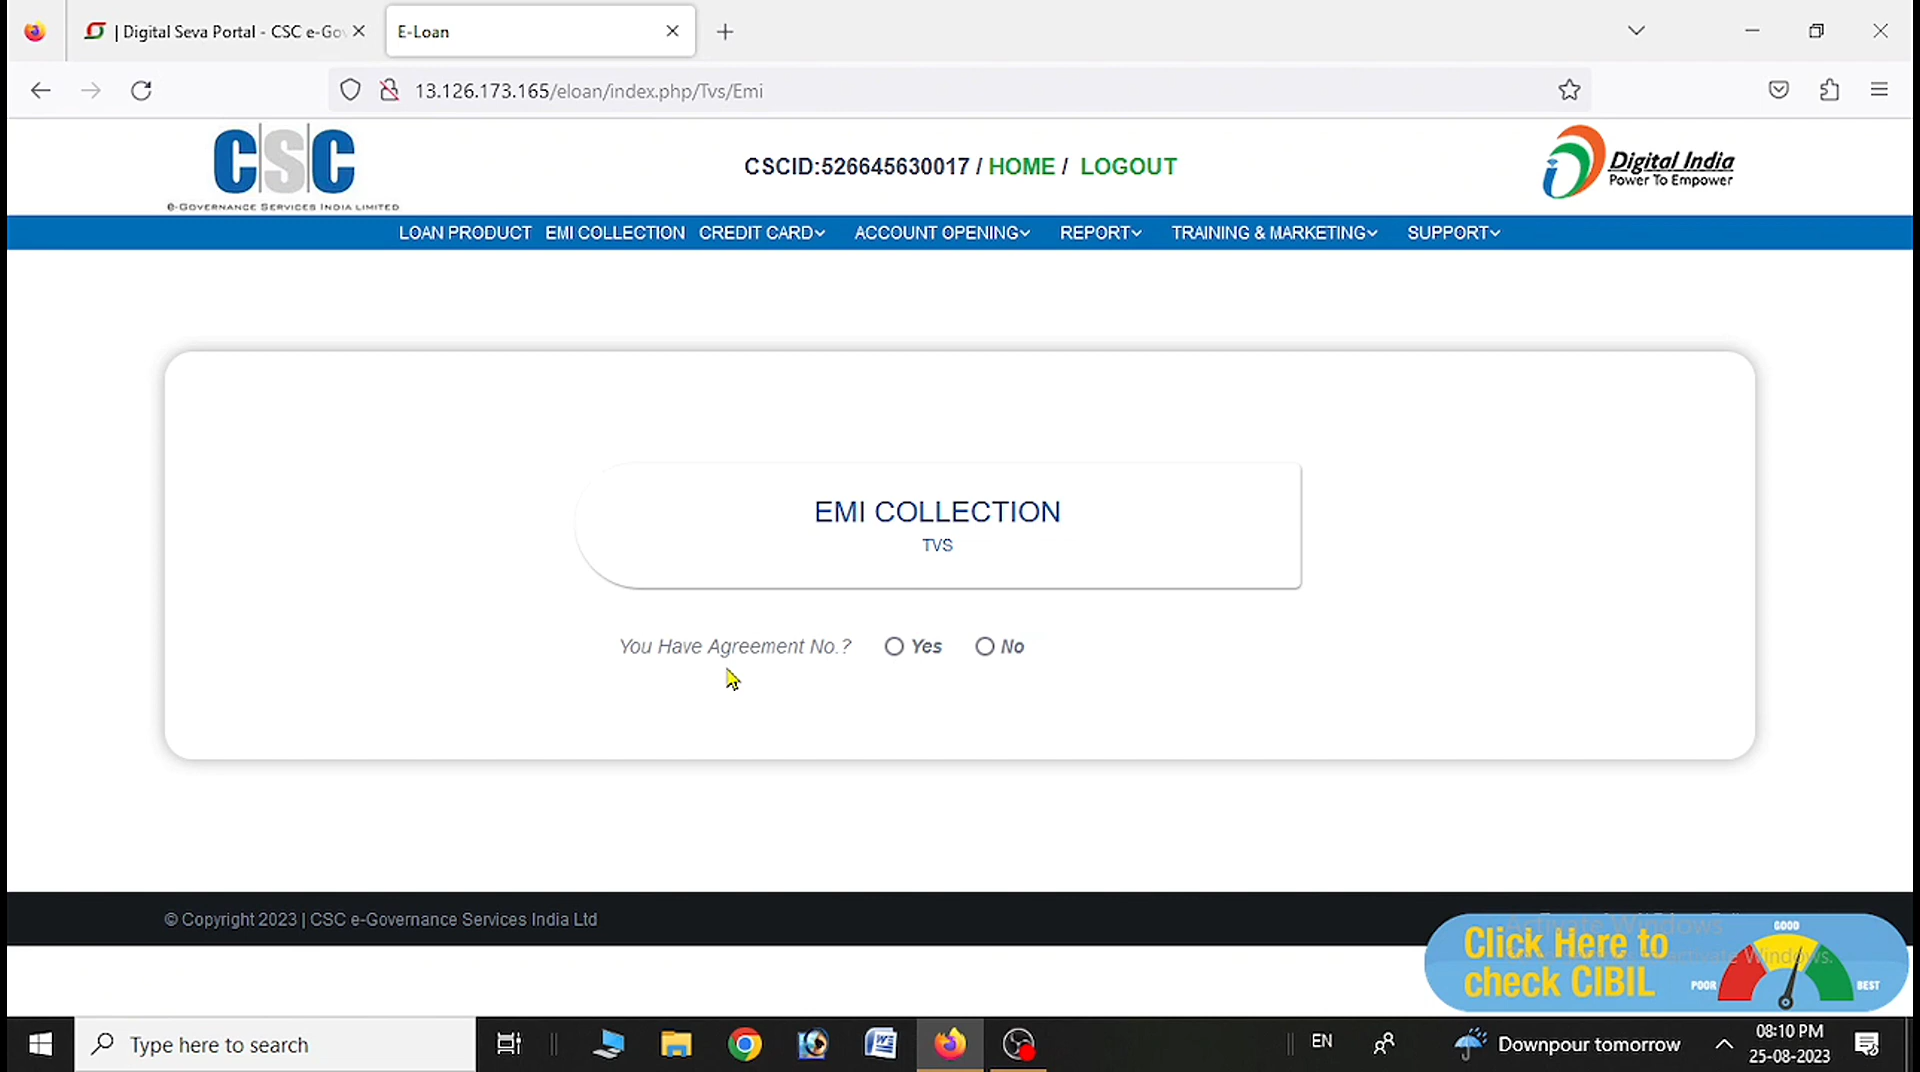 | Digital Seva Portal - CSC e-Gov
E-Loan
13.126.173.165/eloan/index.php/Tvs/Emi
CSC
e-Governance Services India Limited
CSCID:526645630017 / HOME / LOGOUT
Digital India
Power To Empower
LOAN PRODUCT EMI COLLECTION CREDIT CARD ACCOUNT OPENING REPORT TRAINING & MARKETING SUPPORT
EMI COLLECTION
TVS
You Have Agreement No.? Yes No
© Copyright 2023 | CSC e-Governance Services India Ltd
Activate Windows
Click Here to
check CIBIL
POOR
GOOD
BEST
Type here to search
EN
Downpour tomorrow
08:10 PM
25-08-2023